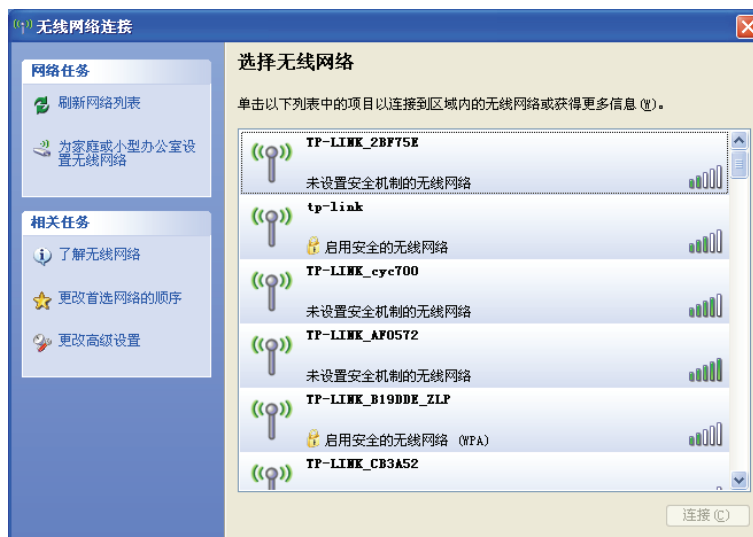 无线网络连接
网络任务
刷新网络列表
为家庭或小型办公室设
置无线网络
相关任务
了解无线网络
更改首选网络的顺序
更改高级设置
选择无线网络
单击以下列表中的项目以连接到区域内的无线网络或获得更多信息(W)。
TP-LINK_2BF75E
未设置安全机制的无线网络
tp-link
启用安全的无线网络
TP-LINK_cyc700
未设置安全机制的无线网络
TP-LINK_AF0572
未设置安全机制的无线网络
TP-LINK_B19DDE_ZLP
启用安全的无线网络 (WPA)
TP-LINK_CB3A52
连接(C)